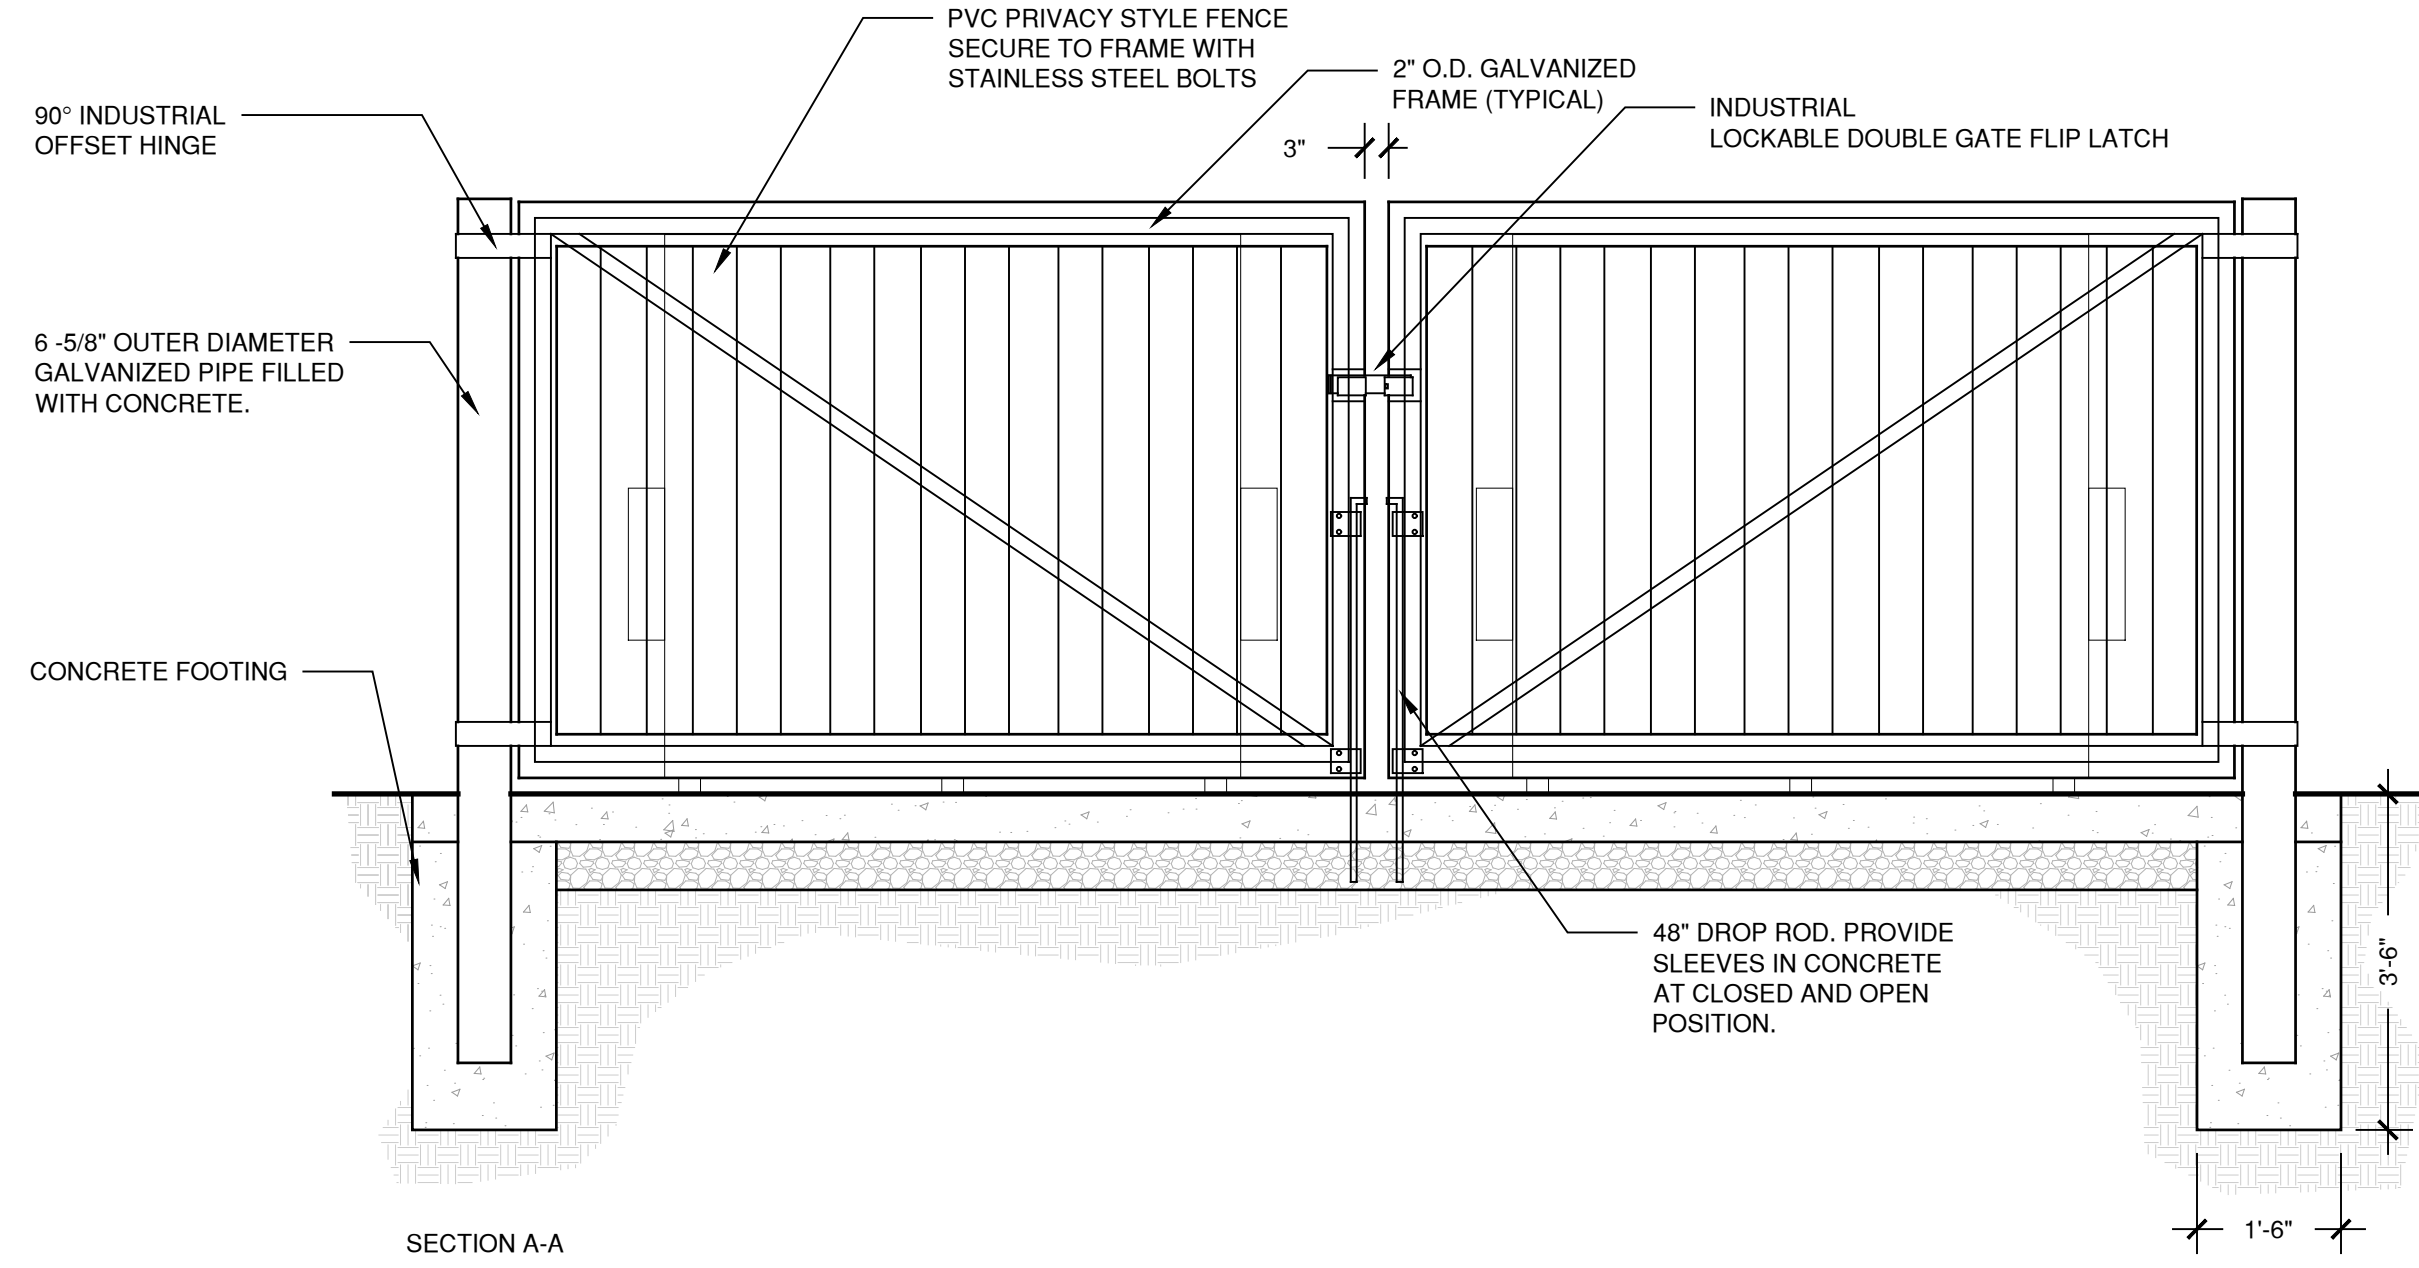 PVC PRIVACY STYLE FENCE
SECURE TO FRAME WITH
STAINLESS STEEL BOLTS
2" O.D. GALVANIZED
FRAME (TYPICAL)
INDUSTRIAL
LOCKABLE DOUBLE GATE FLIP LATCH
90° INDUSTRIAL
OFFSET HINGE
3"
6 -5/8" OUTER DIAMETER
GALVANIZED PIPE FILLED
WITH CONCRETE.
CONCRETE FOOTING
48" DROP ROD. PROVIDE
SLEEVES IN CONCRETE
AT CLOSED AND OPEN
POSITION.
3'-6"
1'-6"
SECTION A-A